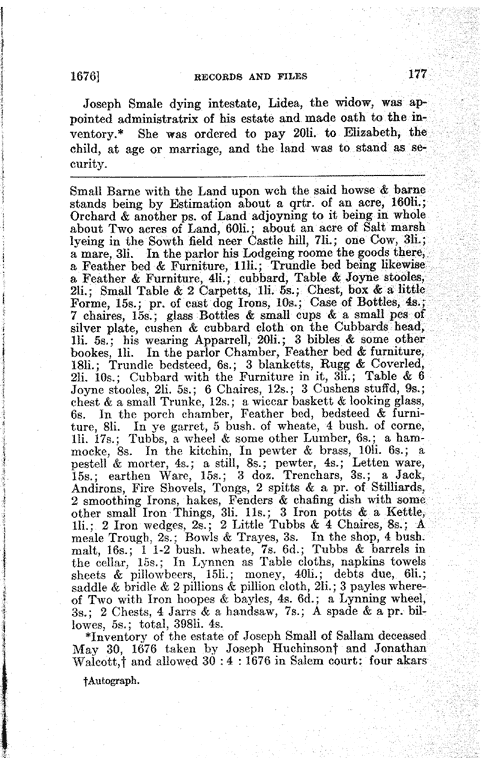 1676] RECORDS AND FILES 177
Joseph Smale dying intestate, Lidea, the widow, was ap-
pointed administratrix of his estate and made oath to the in-
ventory.* She was ordered to pay 20li. to Elizabeth, the
child, at age or marriage, and the land was to stand as se-
curity.
Small Barne with the Land upon wch the said howse & barne
stands being by Estimation about a qrtr. of an acre, 160li.;
Orchard & another ps. of Land adjoyning to it being in whole
about Two acres of Land, 60li.; about an acre of Salt marsh
lyeing in the Sowth field neer Castle hill, 7li.; one Cow, 3li.;
a mare, 3li. In the parlor his Lodgeing roome the goods there,
a Feather bed & Furniture, 11li.; Trundle bed being likewise
a Feather & Furniture, 4li.; cubbard, Table & Joyne stooles,
2li.; Small Table & 2 Carpetts, 1li. 5s.; Chest, box & a little
Forme, 15s.; pr. of cast dog Irons, 10s.; Case of Bottles, 4s.;
7 chaires, 15s.; glass Bottles & small cups & a small pcs of
silver plate, cushen & cubbard cloth on the Cubbards head,
1li. 5s.; his wearing Apparrell, 20li.; 3 bibles & some other
bookes, 1li. In the parlor Chamber, Feather bed & furniture,
18li.; Trundle bedsteed, 6s.; 3 blanketts, Rugg & Coverled,
2li. 10s.; Cubbard with the Furniture in it, 3li.; Table & 6
Joyne stooles, 2li. 5s.; 6 Chaires, 12s.; 3 Cushens stuffd, 9s.;
chest & a small Trunke, 12s.; a wiccar baskett & looking glass,
6s. In the porch chamber, Feather bed, bedsteed & furni-
ture, 8li. In ye garret, 5 bush. of wheate, 4 bush. of corne,
1li. 17s.; Tubbs, a wheel & some other Lumber, 6s.; a ham-
mocke, 8s. In the kitchin, In pewter & brass, 10li. 6s.; a
pestell & morter, 4s.; a still, 8s.; pewter, 4s.; Letten ware,
15s.; earthen Ware, 15s.; 3 doz. Trenchars, 3s.; a Jack,
Andirons, Fire Shovels, Tongs, 2 spitts & a pr. of Stilliards,
2 smoothing Irons, hakes, Fenders & chafing dish with some
other small Iron Things, 3li. 11s.; 3 Iron potts & a Kettle,
1li.; 2 Iron wedges, 2s.; 2 Little Tubbs & 4 Chaires, 8s.; A
meale Trough, 2s.; Bowls & Trayes, 3s. In the shop, 4 bush.
malt, 16s.; 1 1-2 bush. wheate, 7s. 6d.; Tubbs & barrels in
the cellar, 15s.; In Lynnen as Table cloths, napkins towels
sheets & pillowbeers, 15li.; money, 40li.; debts due, 6li.;
saddle & bridle & 2 pillions & pillion cloth, 2li.; 3 payles where-
of Two with Iron hoopes & bayles, 4s. 6d.; a Lynning wheel,
3s.; 2 Chests, 4 Jarrs & a handsaw, 7s.; A spade & a pr. bil-
lowes, 5s.; total, 398li. 4s.
*Inventory of the estate of Joseph Small of Sallam deceased
May 30, 1676 taken by Joseph Huchinson† and Jonathan
Walcott,† and allowed 30 : 4 : 1676 in Salem court: four akars
†Autograph.